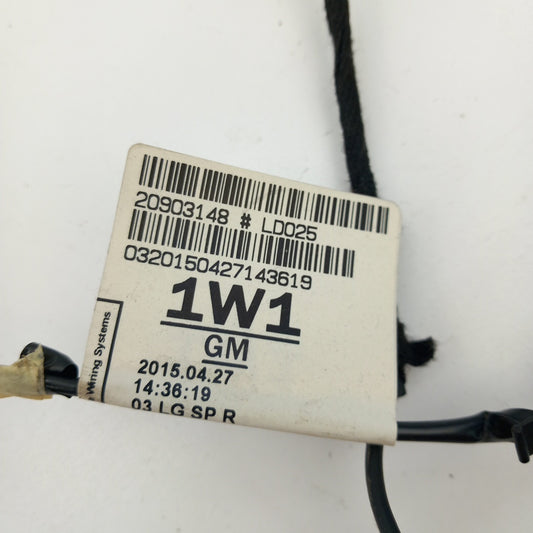 20903148 # LD025
0320150427143619
1W1
GM
Wiring Systems
2015.04.27
14:36:19
03 LG SP R